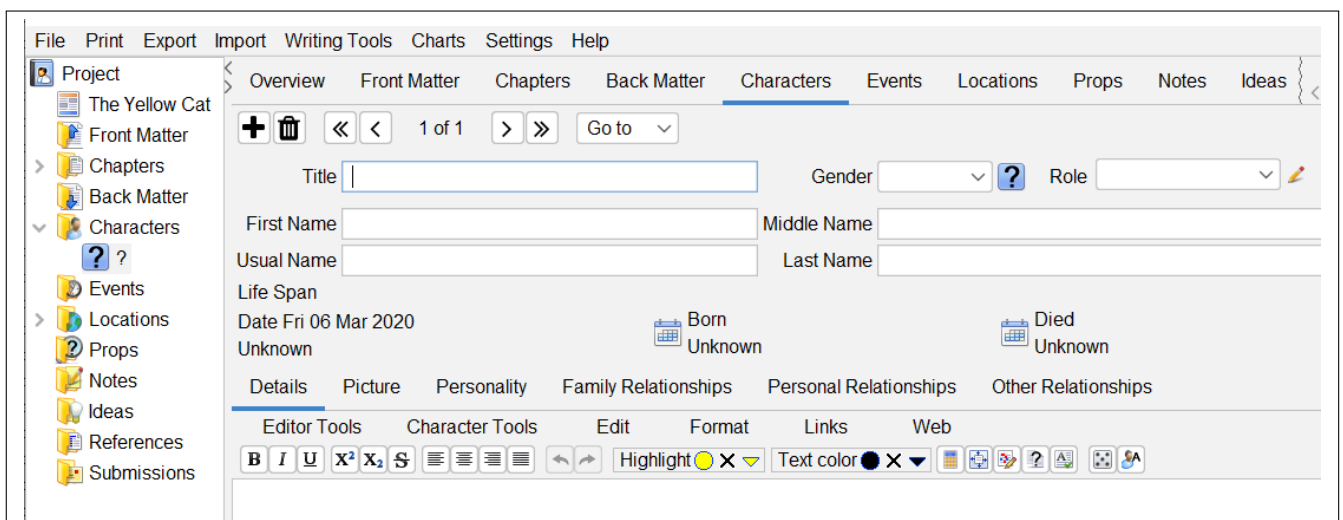 File Print Export Import Writing Tools Charts Settings Help
Project
The Yellow Cat
Front Matter
Chapters
Back Matter
Characters
? ?
Events
Locations
Props
Notes
Ideas
References
Submissions
Overview Front Matter Chapters Back Matter Characters Events Locations Props Notes Ideas
1 of 1 Go to
Title Gender ? Role
First Name Middle Name
Usual Name Last Name
Life Span
Date Fri 06 Mar 2020 Born Died
Unknown Unknown Unknown
Details Picture Personality Family Relationships Personal Relationships Other Relationships
Editor Tools Character Tools Edit Format Links Web
B I U X² X₂ S Highlight X Text color X ? A A